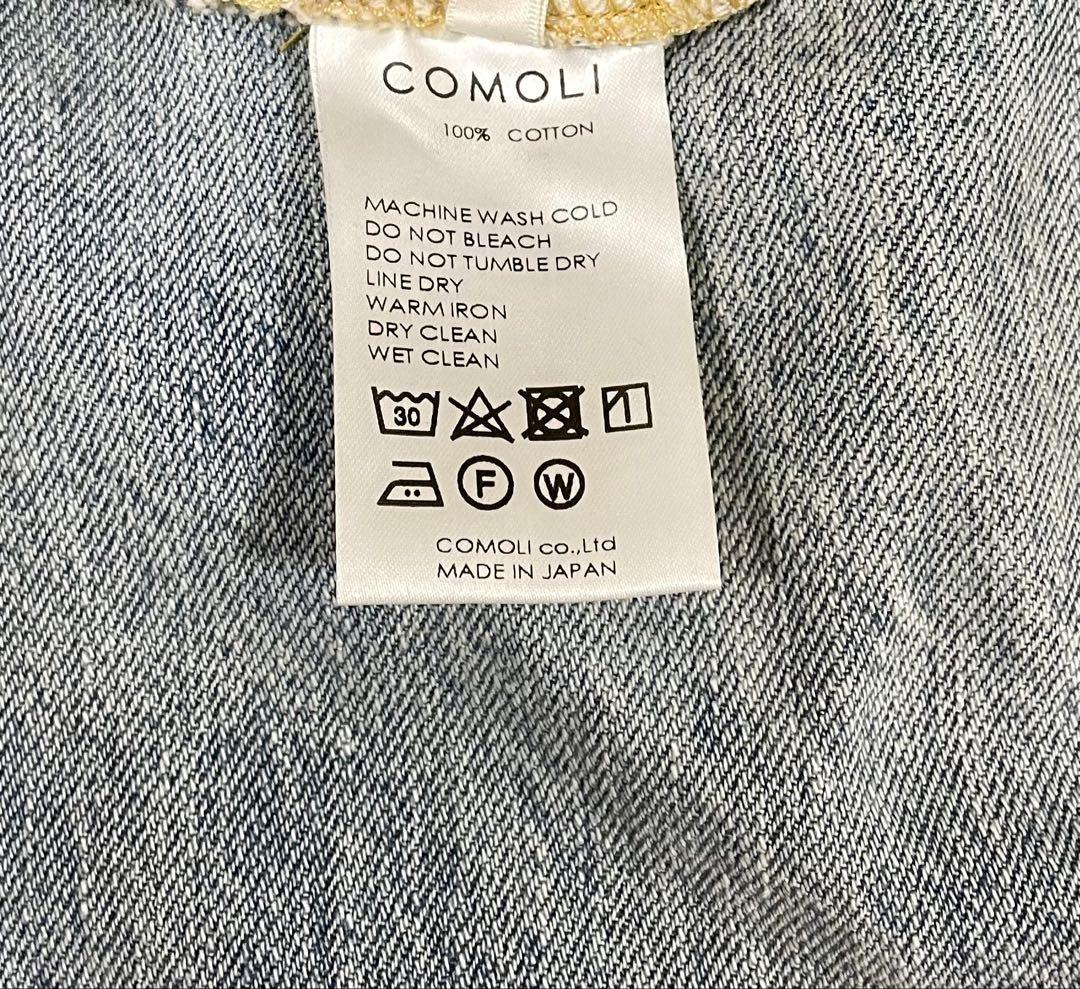 COMOLI
100% COTTON
MACHINE WASH COLD
DO NOT BLEACH
DO NOT TUMBLE DRY
LINE DRY
WARM IRON
DRY CLEAN
WET CLEAN
30
F W
COMOLI co.,Ltd
MADE IN JAPAN